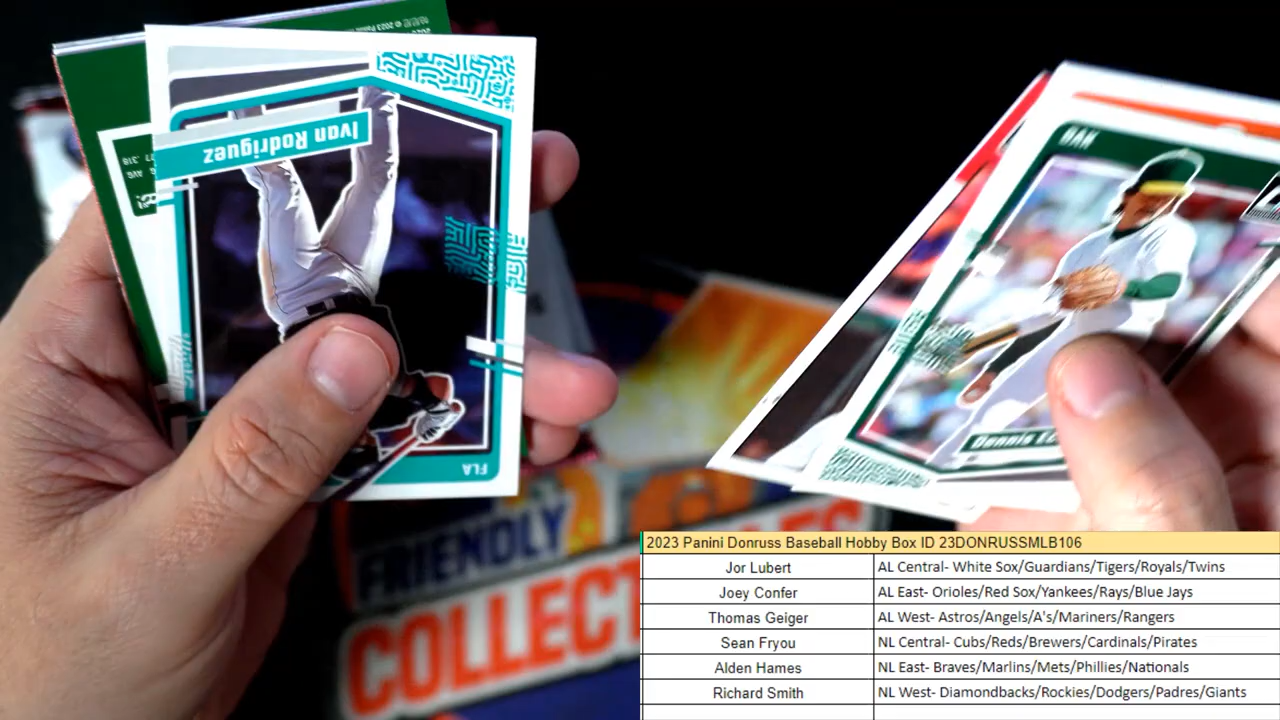 Ivan Rodriguez
FLA
OAK
Dennis
FRIENDLY
COLLECT
2023 Panini Donruss Baseball Hobby Box ID 23DONRUSSMLB106
Jor Lubert AL Central- White Sox/Guardians/Tigers/Royals/Twins
Joey Confer AL East- Orioles/Red Sox/Yankees/Rays/Blue Jays
Thomas Geiger AL West- Astros/Angels/A's/Mariners/Rangers
Sean Fryou NL Central- Cubs/Reds/Brewers/Cardinals/Pirates
Alden Hames NL East- Braves/Marlins/Mets/Phillies/Nationals
Richard Smith NL West- Diamondbacks/Rockies/Dodgers/Padres/Giants